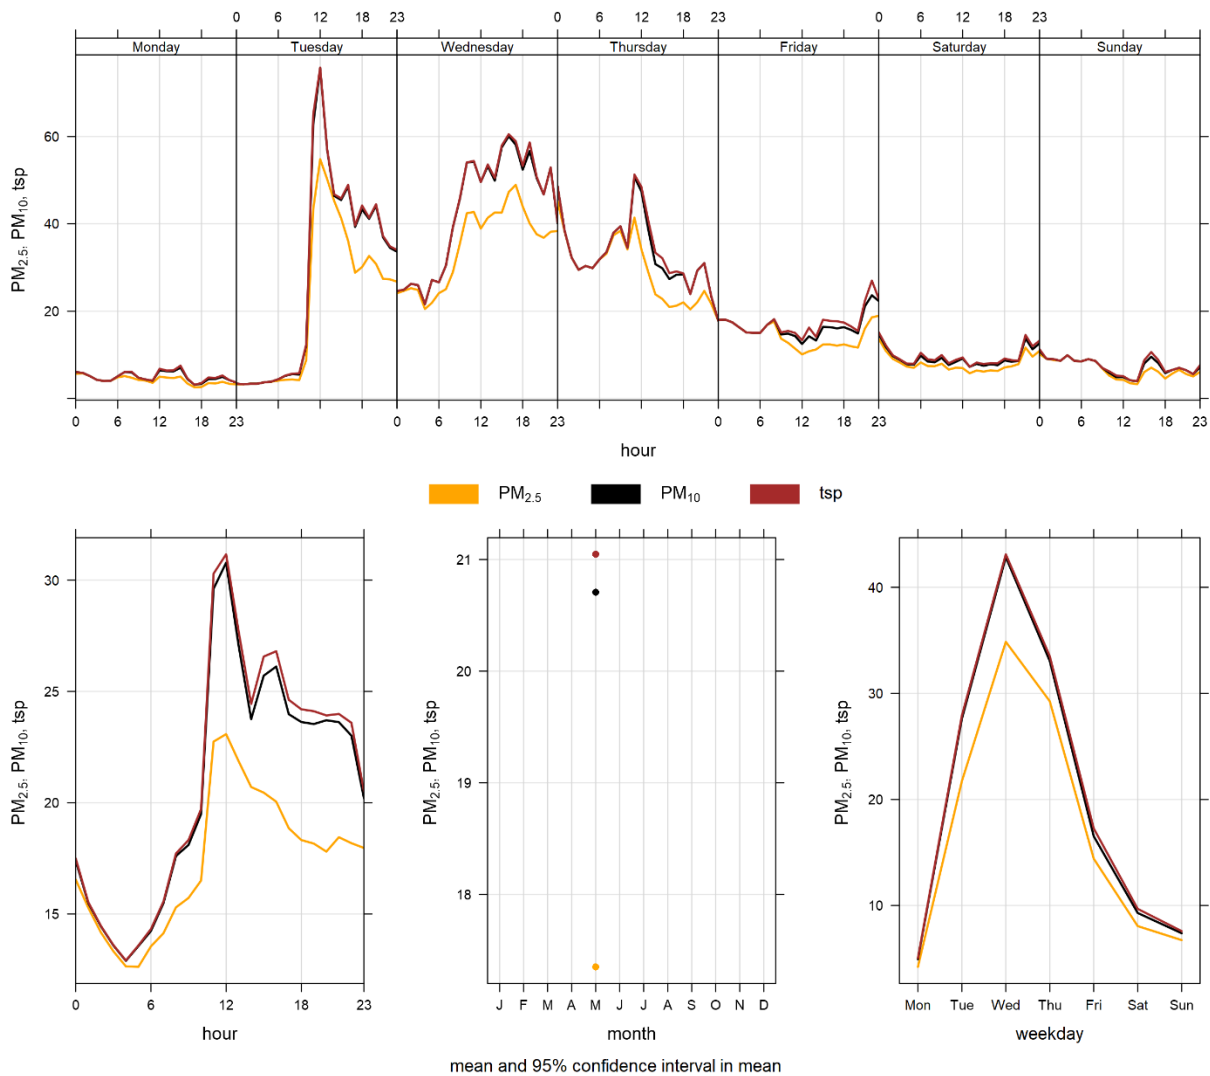 0 6 12 18 23 0 6 12 18 23 0 6 12 18 23
Monday Tuesday Wednesday Thursday Friday Saturday Sunday
PM2.5, PM10, tsp
60
40
20
0 6 12 18 23 0 6 12 18 23 0 6 12 18 23 0 6 12 18 23
hour
PM2.5 PM10 tsp
PM2.5, PM10, tsp
30
25
20
15
0 6 12 18 23
hour
PM2.5, PM10, tsp
21
20
19
18
J F M A M J J A S O N D
month
PM2.5, PM10, tsp
40
30
20
10
Mon Tue Wed Thu Fri Sat Sun
weekday
mean and 95% confidence interval in mean